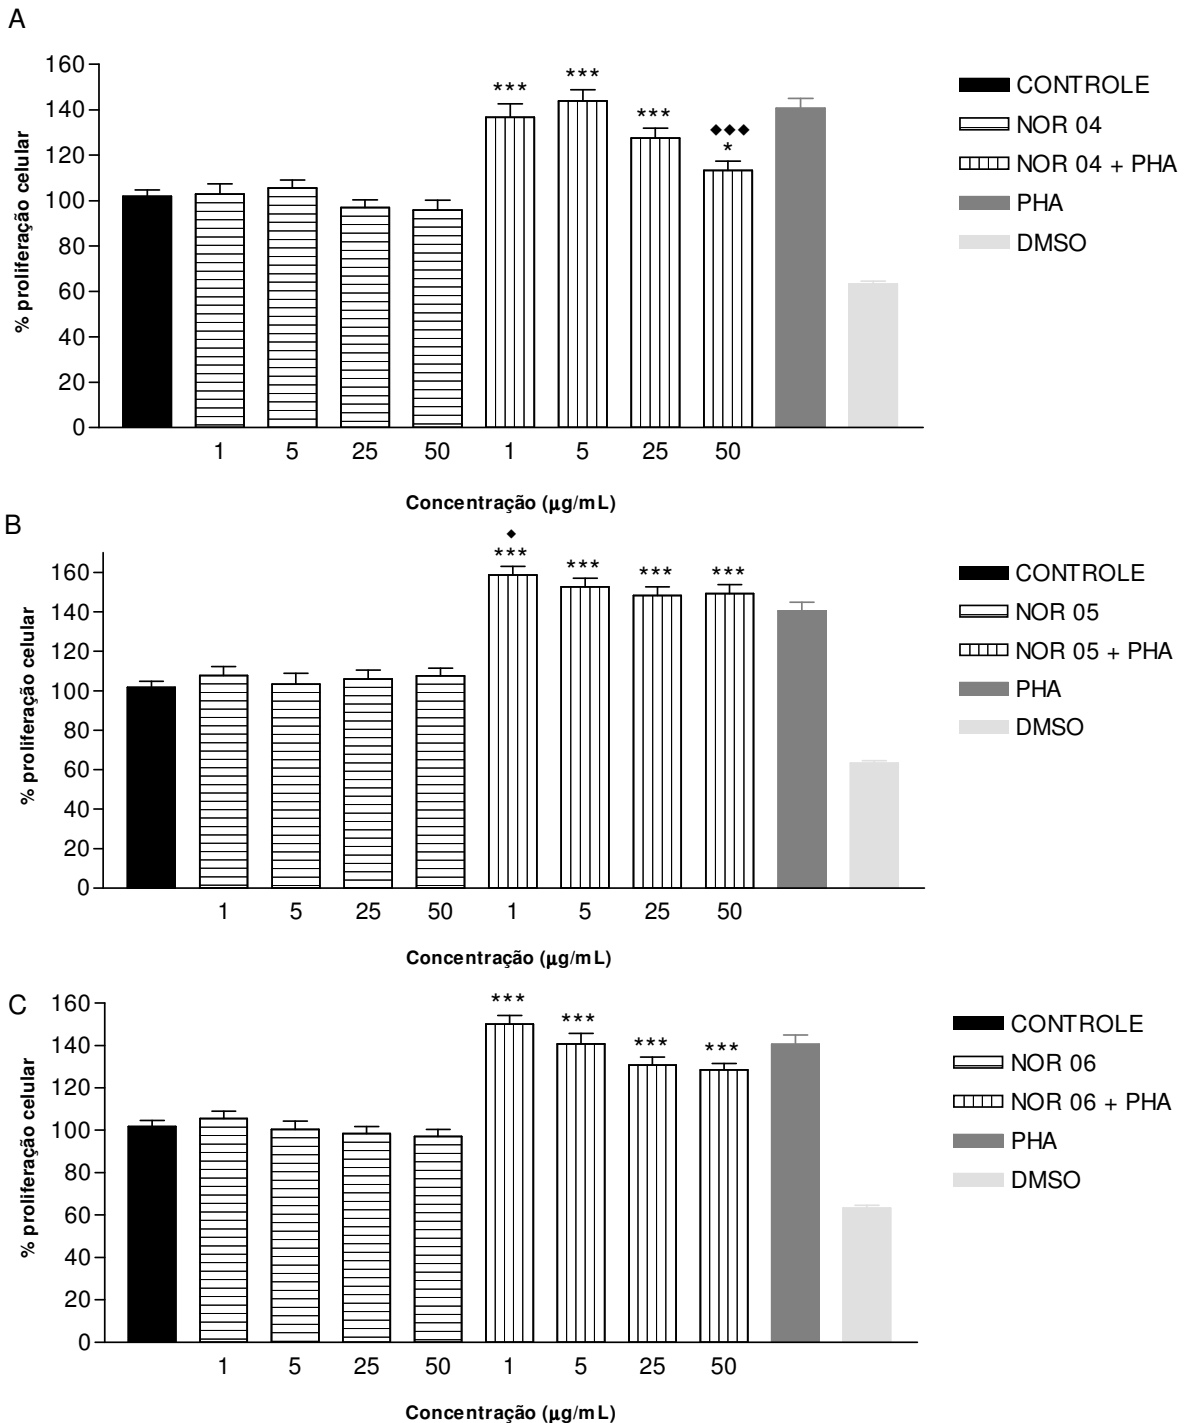 A
160
140
120
100
80
60
40
20
0
% proliferação celular
***
***
***
◆◆◆
*
1 5 25 50 1 5 25 50
Concentração (µg/mL)
CONTROLE
NOR 04
NOR 04 + PHA
PHA
DMSO
B
160
140
120
100
80
60
40
20
0
% proliferação celular
◆
***
***
***
***
1 5 25 50 1 5 25 50
Concentração (µg/mL)
CONTROLE
NOR 05
NOR 05 + PHA
PHA
DMSO
C
160
140
120
100
80
60
40
20
0
% proliferação celular
***
***
***
***
1 5 25 50 1 5 25 50
Concentração (µg/mL)
CONTROLE
NOR 06
NOR 06 + PHA
PHA
DMSO